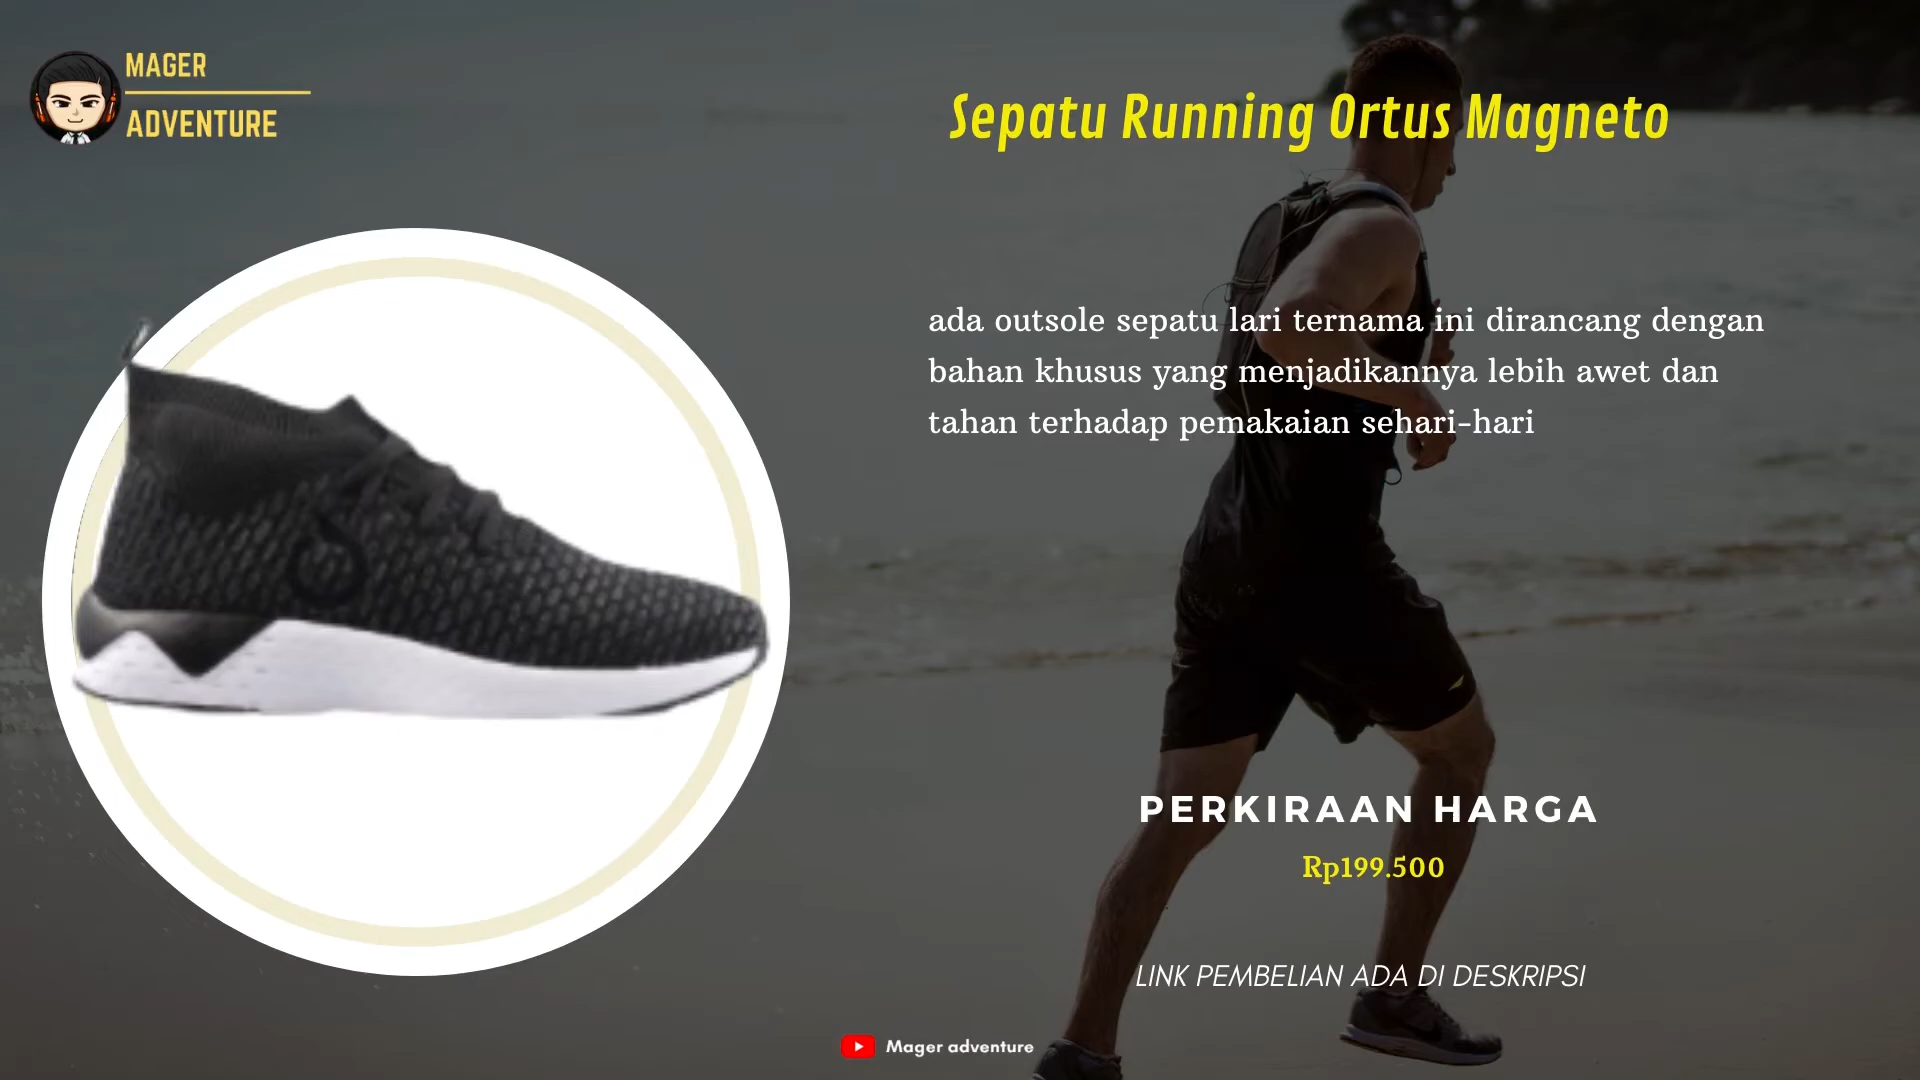 MAGER
ADVENTURE
Sepatu Running Ortus Magneto
ada outsole sepatu lari ternama ini dirancang dengan
bahan khusus yang menjadikannya lebih awet dan
tahan terhadap pemakaian sehari-hari
PERKIRAAN HARGA
Rp199.500
LINK PEMBELIAN ADA DI DESKRIPSI
Mager adventure